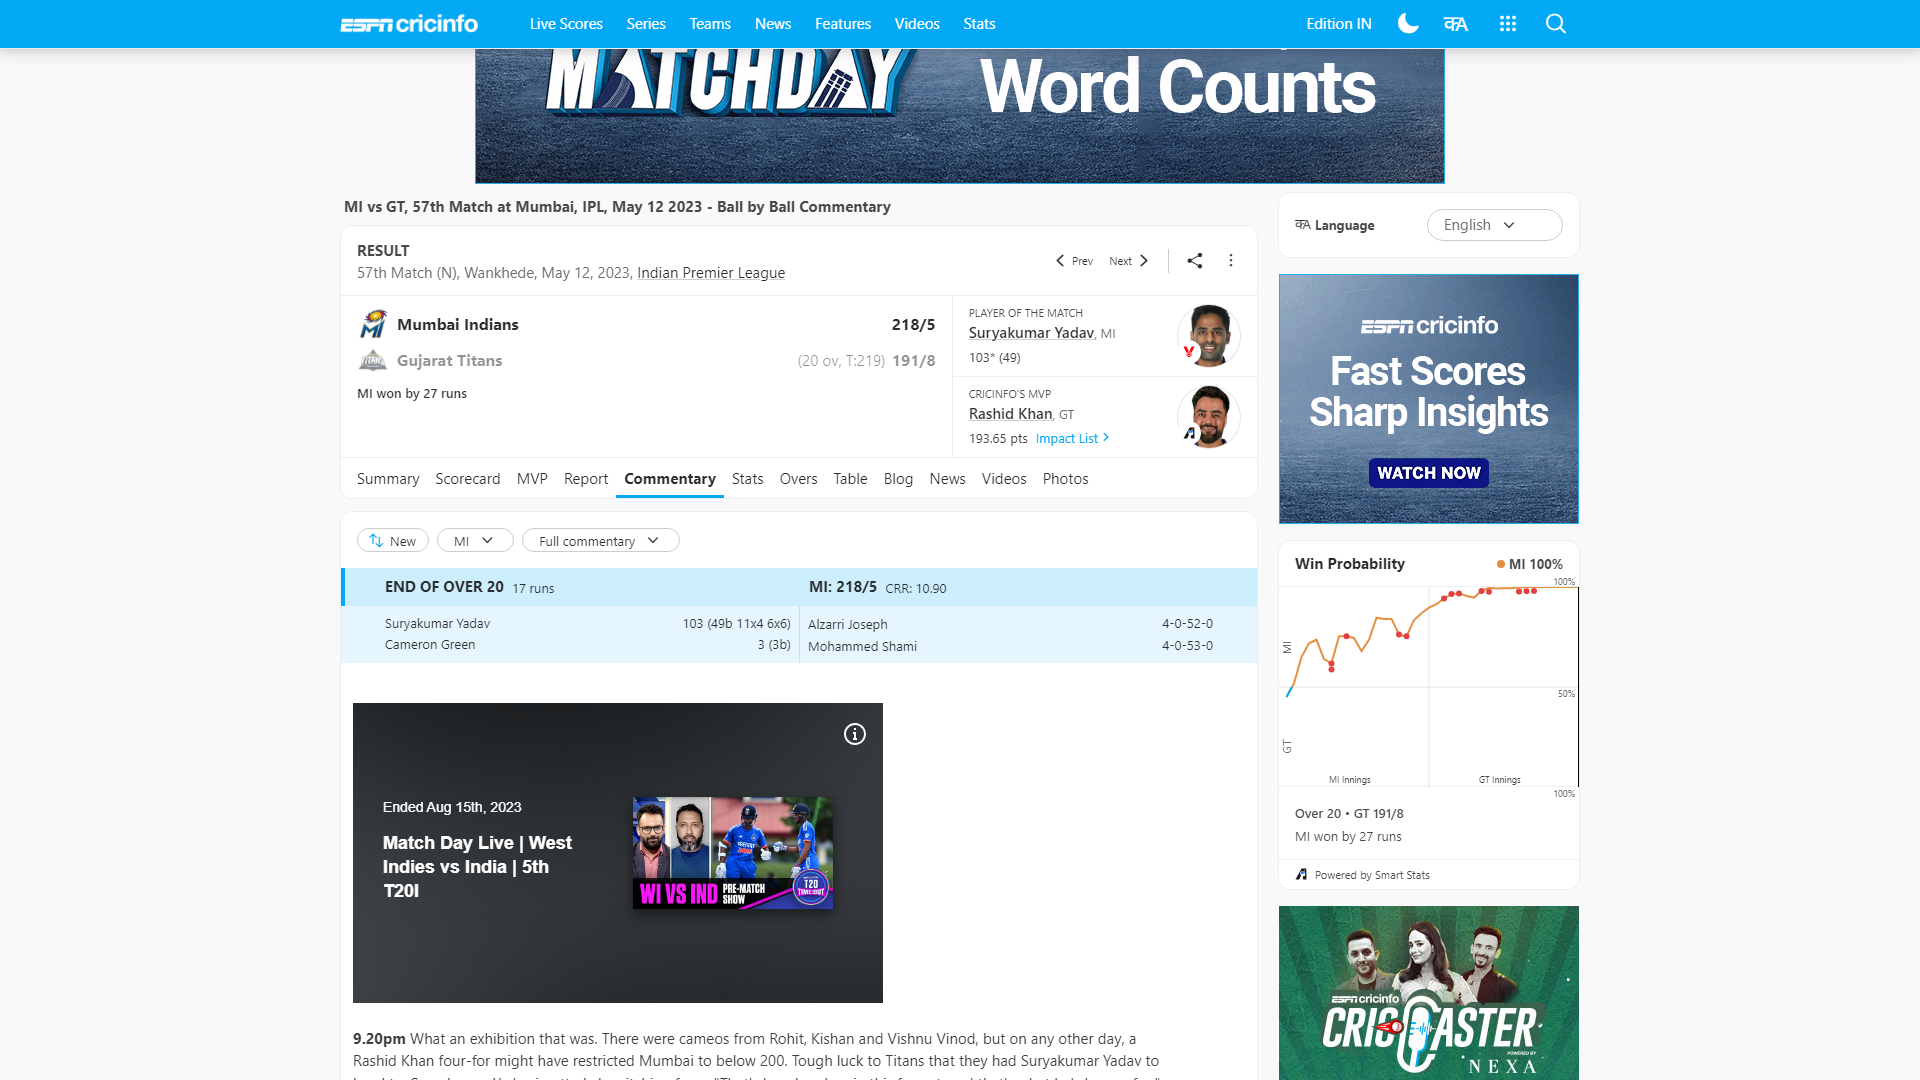 ESPN cricinfo
Live Scores Series Teams News Features Videos Stats
Edition IN
MATCHDAY
Word Counts
MI vs GT, 57th Match at Mumbai, IPL, May 12 2023 - Ball by Ball Commentary
RESULT
57th Match (N), Wankhede, May 12, 2023, Indian Premier League
Prev Next
Mumbai Indians 218/5
Gujarat Titans (20 ov, T:219) 191/8
MI won by 27 runs
PLAYER OF THE MATCH
Suryakumar Yadav, MI
103* (49)
CRICINFO'S MVP
Rashid Khan, GT
193.65 pts Impact List
Summary Scorecard MVP Report Commentary Stats Overs Table Blog News Videos Photos
New MI Full commentary
END OF OVER 20 17 runs MI: 218/5 CRR: 10.90
Suryakumar Yadav 103 (49b 11x4 6x6)
Cameron Green 3 (3b)
Alzarri Joseph 4-0-52-0
Mohammed Shami 4-0-53-0
Ended Aug 15th, 2023
Match Day Live | West
Indies vs India | 5th
T20I
WI VS IND PRE-MATCH
SHOW
T20
TIME:OUT
9.20pm What an exhibition that was. There were cameos from Rohit, Kishan and Vishnu Vinod, but on any other day, a
Rashid Khan four-for might have restricted Mumbai to below 200. Tough luck to Titans that they had Suryakumar Yadav to
Language English
ESPN cricinfo
Fast Scores
Sharp Insights
WATCH NOW
Win Probability MI 100%
100%
MI
50%
GT
MI Innings GT Innings
100%
Over 20 • GT 191/8
MI won by 27 runs
Powered by Smart Stats
ESPN cricinfo
CRICCASTER
POWERED BY
NEXA